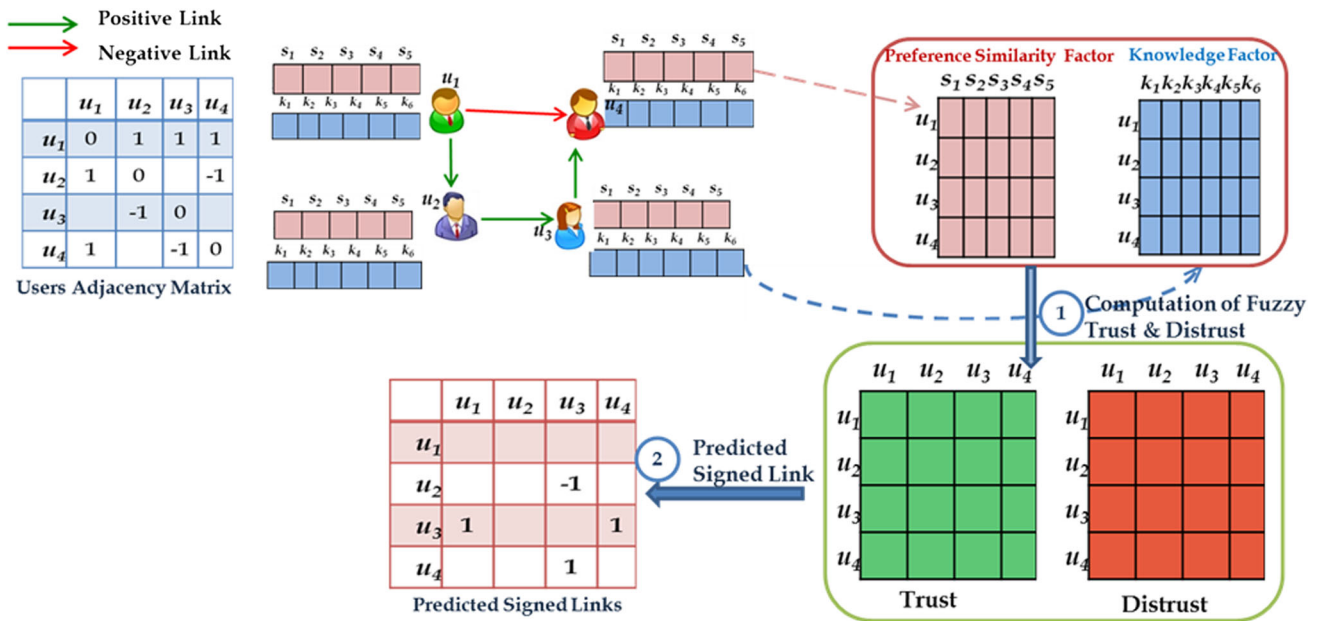 Positive Link
Negative Link
u1 u2 u3 u4
u1 0 1 1 1
u2 1 0 -1
u3 -1 0
u4 1 -1 0
Users Adjacency Matrix
s1 s2 s3 s4 s5
k1 k2 k3 k4 k5 k6
u1
s1 s2 s3 s4 s5
k1 k2 k3 k4 k5 k6
u4
s1 s2 s3 s4 s5
k1 k2 k3 k4 k5 k6
u2
s1 s2 s3 s4 s5
k1 k2 k3 k4 k5 k6
u3
Preference Similarity Factor
s1 s2 s3 s4 s5
u1
u2
u3
u4
Knowledge Factor
k1 k2 k3 k4 k5 k6
u1
u2
u3
u4
1
Computation of Fuzzy
Trust & Distrust
u1 u2 u3 u4
u1
u2
u3
u4
Trust
u1 u2 u3 u4
u1
u2
u3
u4
Distrust
2
Predicted
Signed Link
u1 u2 u3 u4
u1
u2 -1
u3 1 1
u4 1
Predicted Signed Links